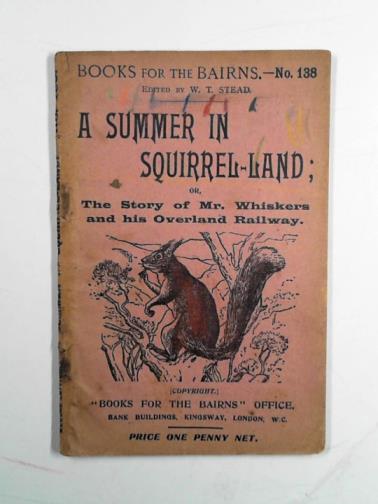 BOOKS FOR THE BAIRNS.—No. 138
EDITED BY W. T. STEAD.
A SUMMER IN
SQUIRREL-LAND;
OR,
The Story of Mr. Whiskers
and his Overland Railway.
[COPYRIGHT.]
"BOOKS FOR THE BAIRNS" OFFICE,
BANK BUILDINGS, KINGSWAY, LONDON, W.C.
PRICE ONE PENNY NET.